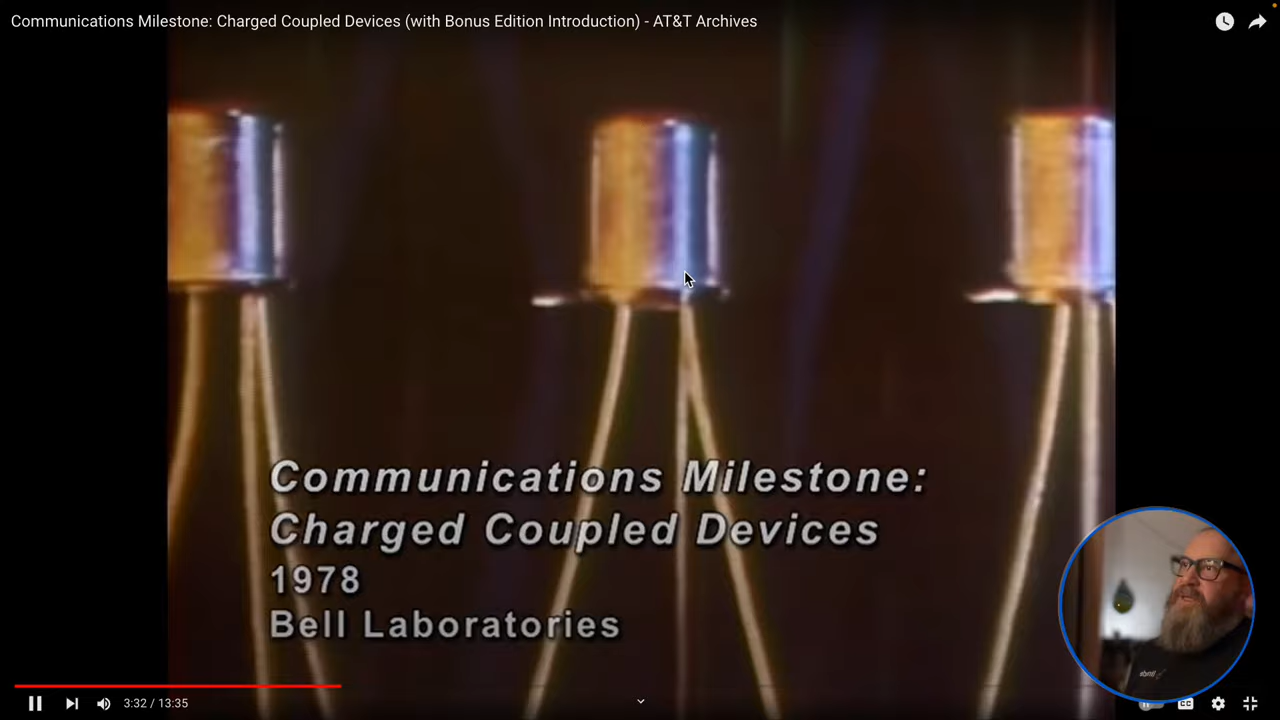 Communications Milestone: Charged Coupled Devices (with Bonus Edition Introduction) - AT&T Archives
Communications Milestone:
Charged Coupled Devices
1978
Bell Laboratories
3:32 / 13:35
CC